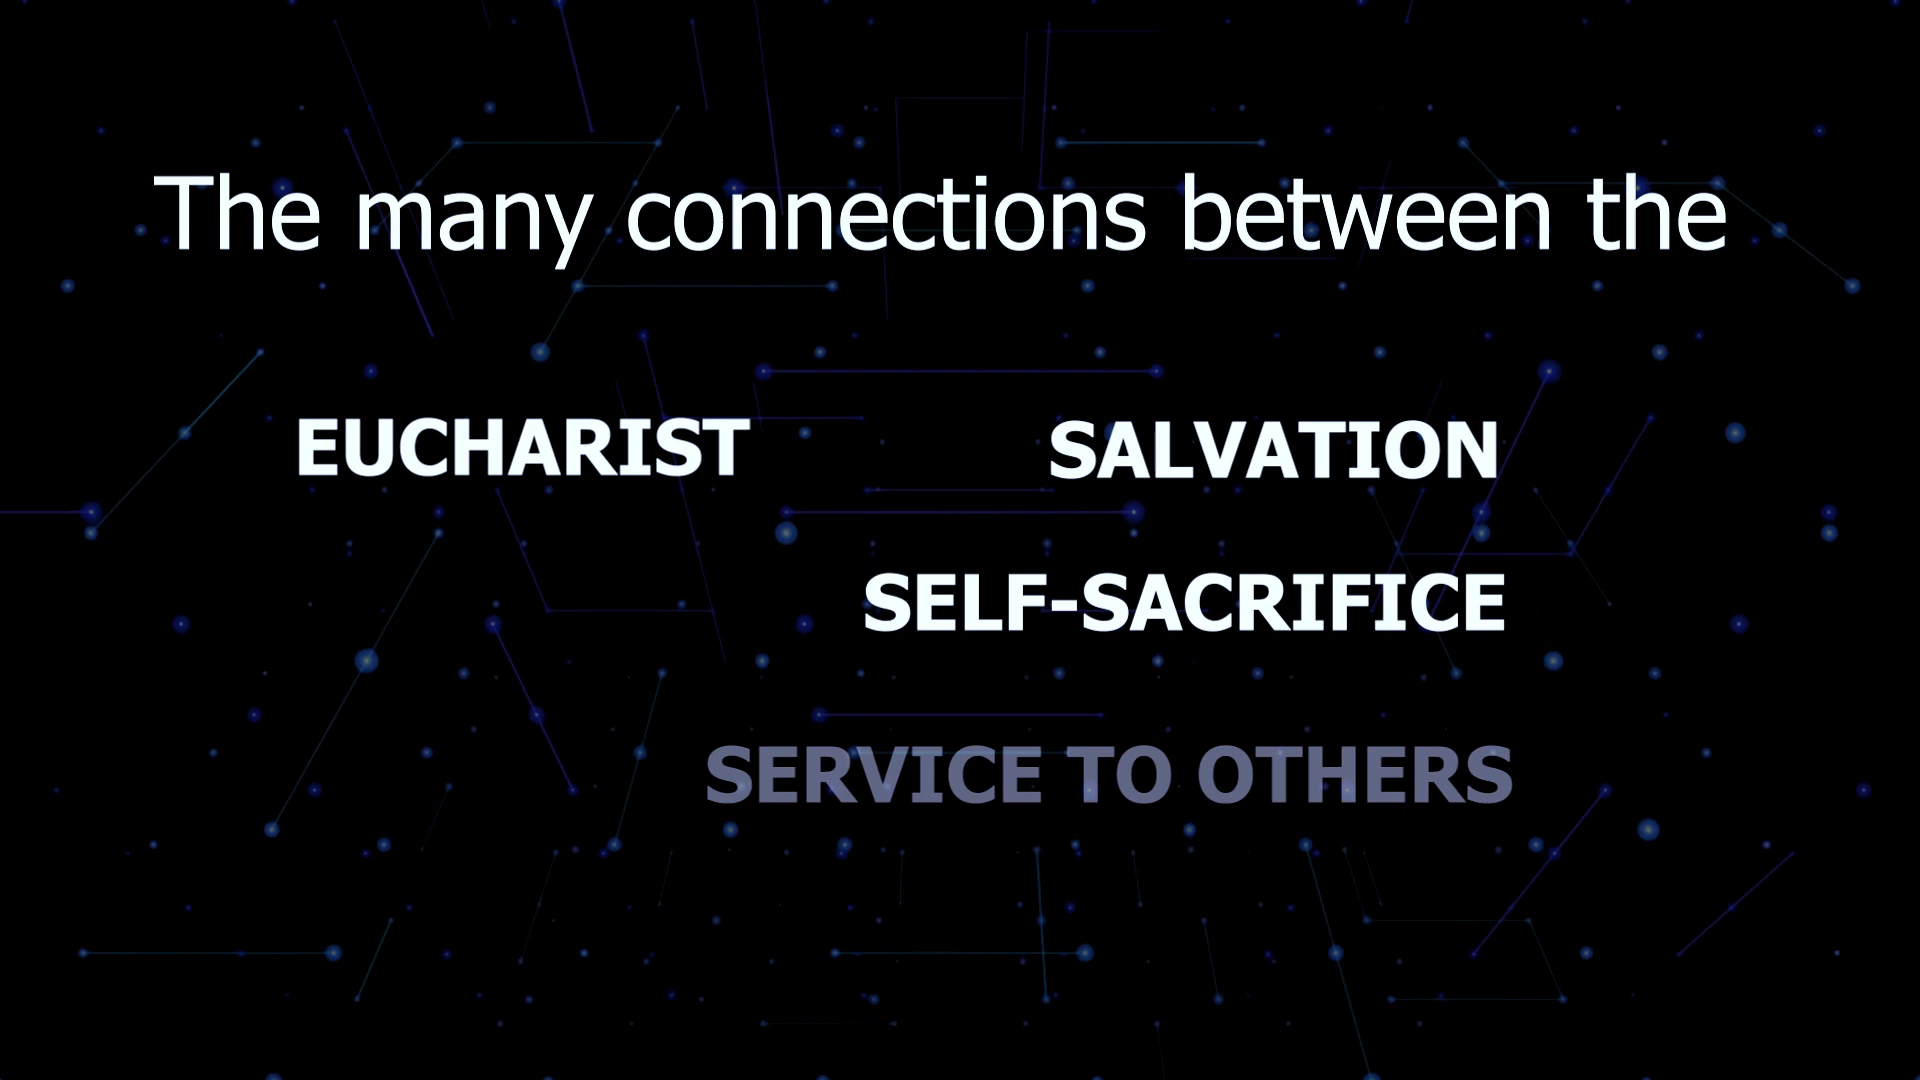 The many connections between the
EUCHARIST SALVATION
SELF-SACRIFICE
SERVICE TO OTHERS